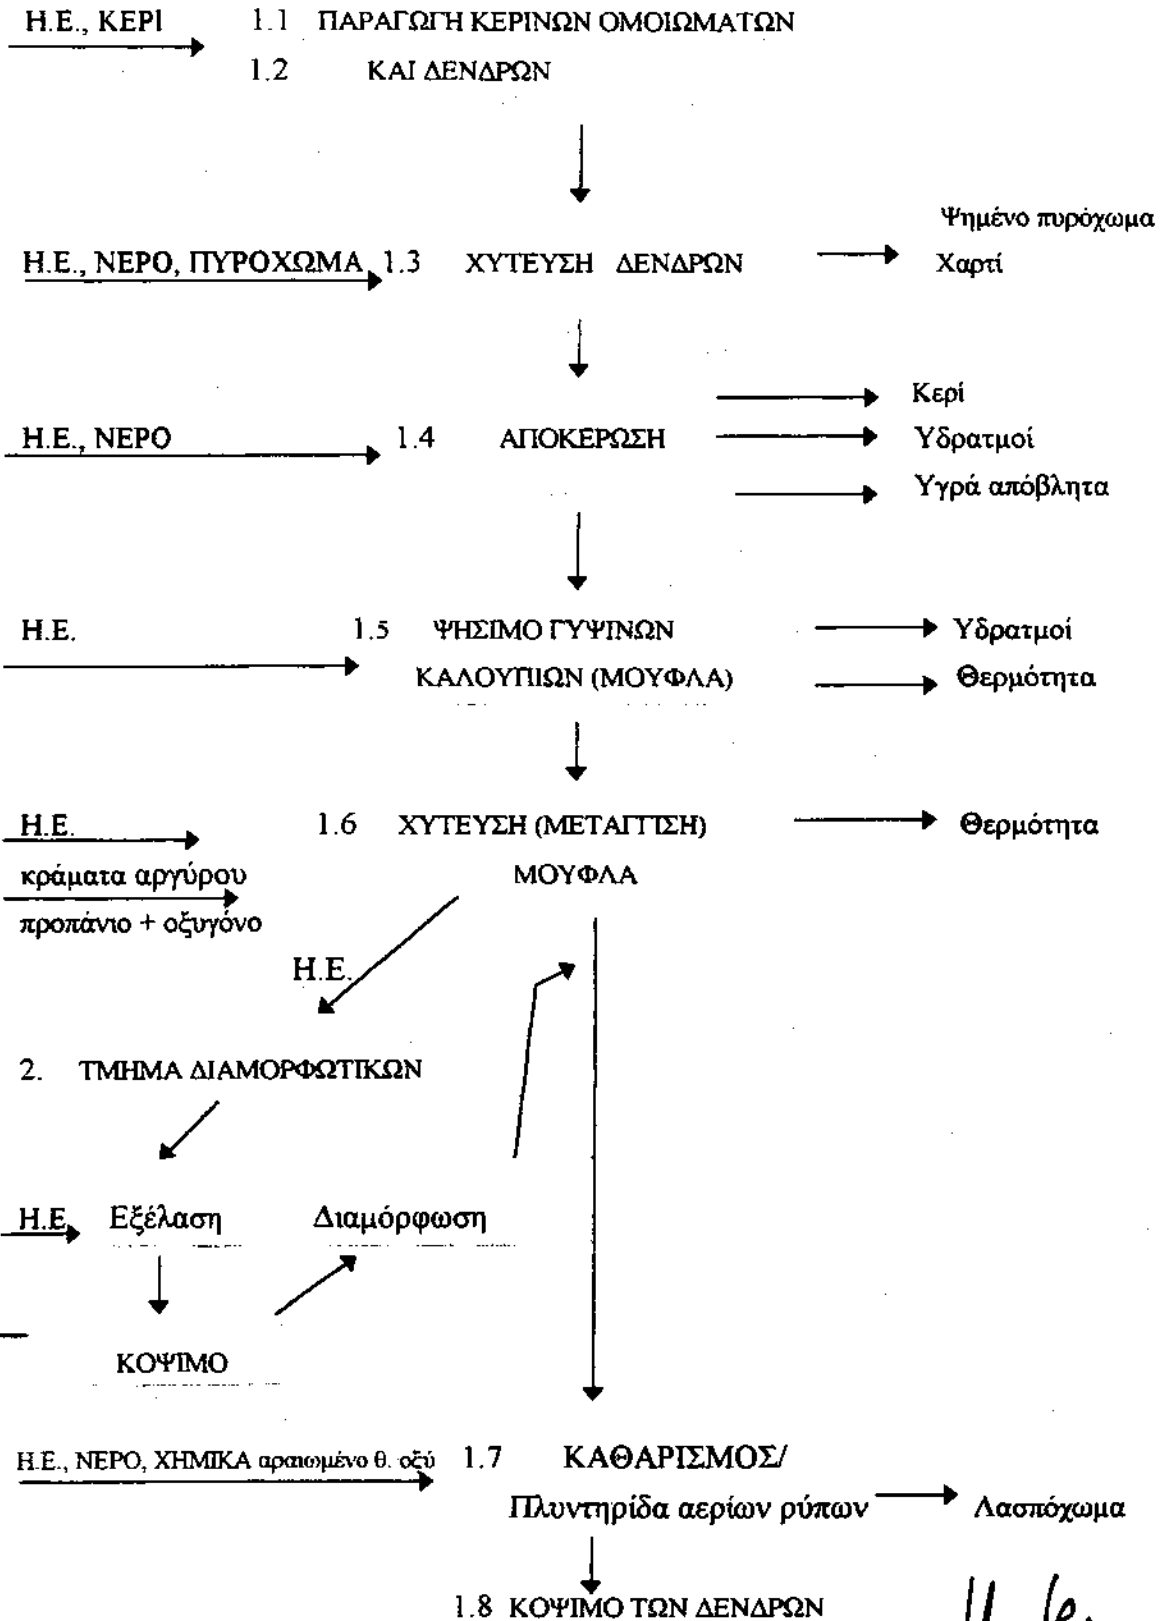 Η.Ε., ΚΕΡΙ 1.1 ΠΑΡΑΓΩΓΗ ΚΕΡΙΝΩΝ ΟΜΟΙΩΜΑΤΩΝ
1.2 ΚΑΙ ΔΕΝΔΡΩΝ
Ψημένο πυρόχωμα
Η.Ε., ΝΕΡΟ, ΠΥΡΟΧΩΜΑ 1.3 ΧΥΤΕΥΣΗ ΔΕΝΔΡΩΝ Χαρτί
Κερί
Η.Ε., ΝΕΡΟ 1.4 ΑΠΟΚΕΡΩΣΗ Υδρατμοί
Υγρά απόβλητα
Η.Ε. 1.5 ΨΗΣΙΜΟ ΓΥΨΙΝΩΝ Υδρατμοί
ΚΑΛΟΥΠΙΩΝ (ΜΟΥΦΛΑ) Θερμότητα
Η.Ε. 1.6 ΧΥΤΕΥΣΗ (ΜΕΤΑΓΓΙΣΗ) Θερμότητα
κράματα αργύρου ΜΟΥΦΛΑ
προπάνιο + οξυγόνο
Η.Ε.
2. ΤΜΗΜΑ ΔΙΑΜΟΡΦΩΤΙΚΩΝ
Η.Ε. Εξέλαση Διαμόρφωση
ΚΟΨΙΜΟ
Η.Ε., ΝΕΡΟ, ΧΗΜΙΚΑ αραιωμένο θ. οξύ 1.7 ΚΑΘΑΡΙΣΜΟΣ/
Πλυντηρίδα αερίων ρύπων Λασπόχωμα
1.8 ΚΟΨΙΜΟ ΤΩΝ ΔΕΝΔΡΩΝ